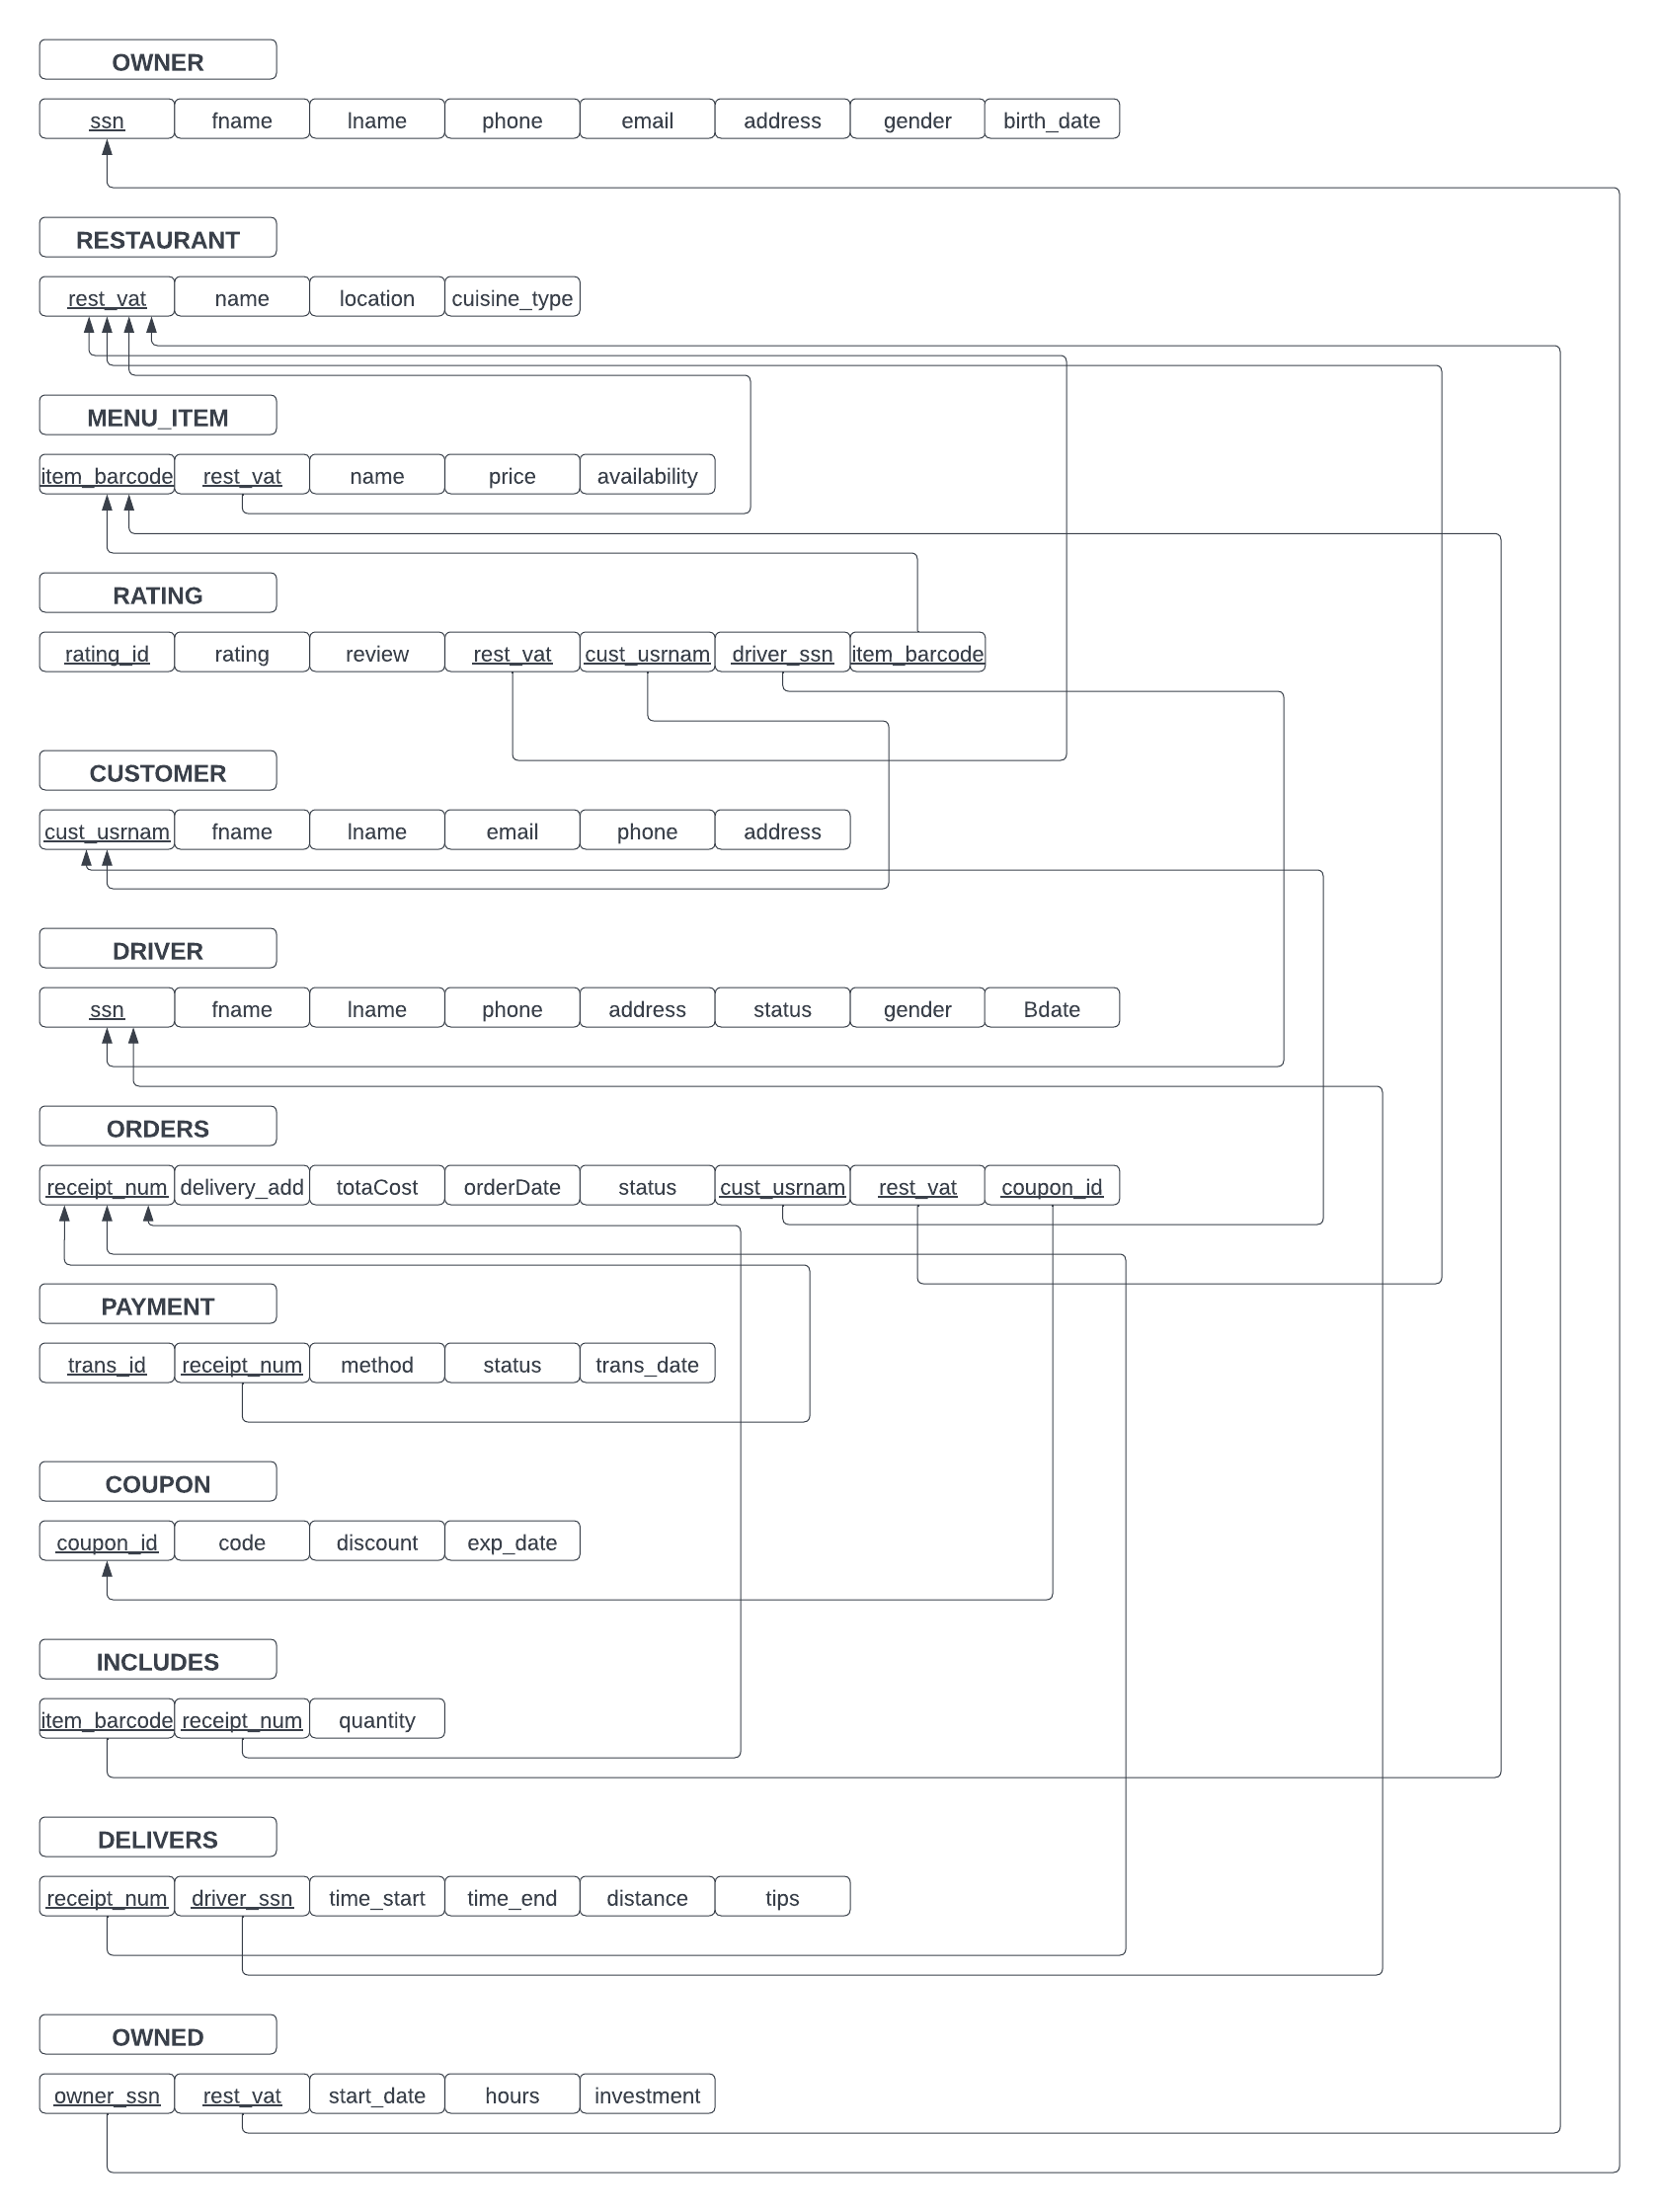 OWNER
ssn fname lname phone email address gender birth_date
RESTAURANT
rest_vat name location cuisine_type
MENU_ITEM
item_barcode rest_vat name price availability
RATING
rating_id rating review rest_vat cust_usrnam driver_ssn item_barcode
CUSTOMER
cust_usrnam fname lname email phone address
DRIVER
ssn fname lname phone address status gender Bdate
ORDERS
receipt_num delivery_add totaCost orderDate status cust_usrnam rest_vat coupon_id
PAYMENT
trans_id receipt_num method status trans_date
COUPON
coupon_id code discount exp_date
INCLUDES
item_barcode receipt_num quantity
DELIVERS
receipt_num driver_ssn time_start time_end distance tips
OWNED
owner_ssn rest_vat start_date hours investment